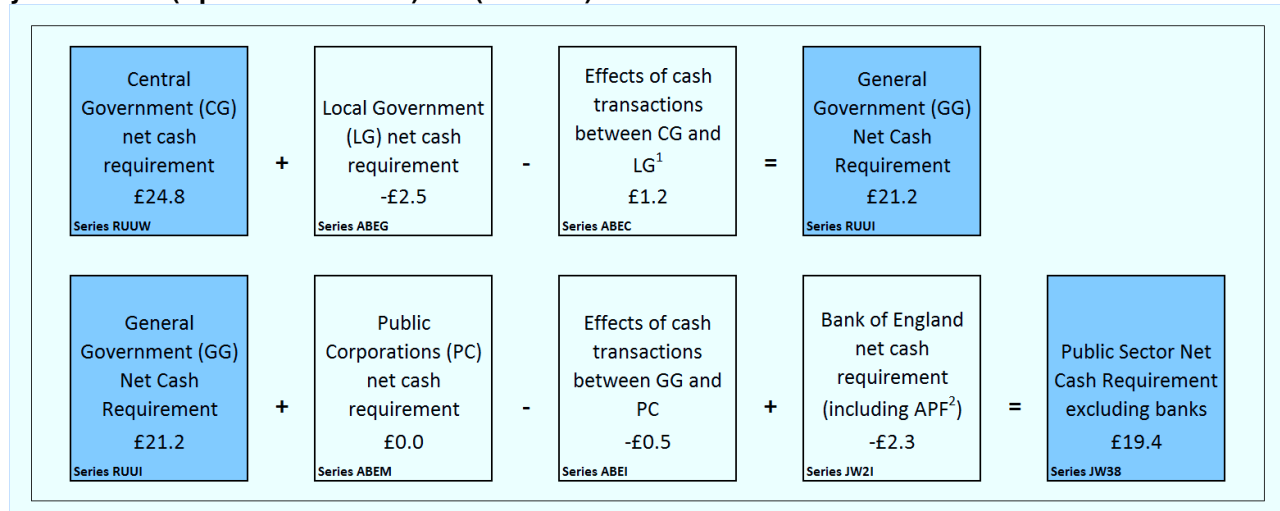 Central
Government (CG)
net cash
requirement
£24.8
Series RUUW
+
Local Government
(LG) net cash
requirement
-£2.5
Series ABEG
-
Effects of cash
transactions
between CG and
LG1
£1.2
Series ABEC
=
General
Government (GG)
Net Cash
Requirement
£21.2
Series RUUI
General
Government (GG)
Net Cash
Requirement
£21.2
Series RUUI
+
Public
Corporations (PC)
net cash
requirement
£0.0
Series ABEM
-
Effects of cash
transactions
between GG and
PC
-£0.5
Series ABEI
+
Bank of England
net cash
requirement
(including APF2)
-£2.3
Series JW2I
=
Public Sector Net
Cash Requirement
excluding banks
£19.4
Series JW38